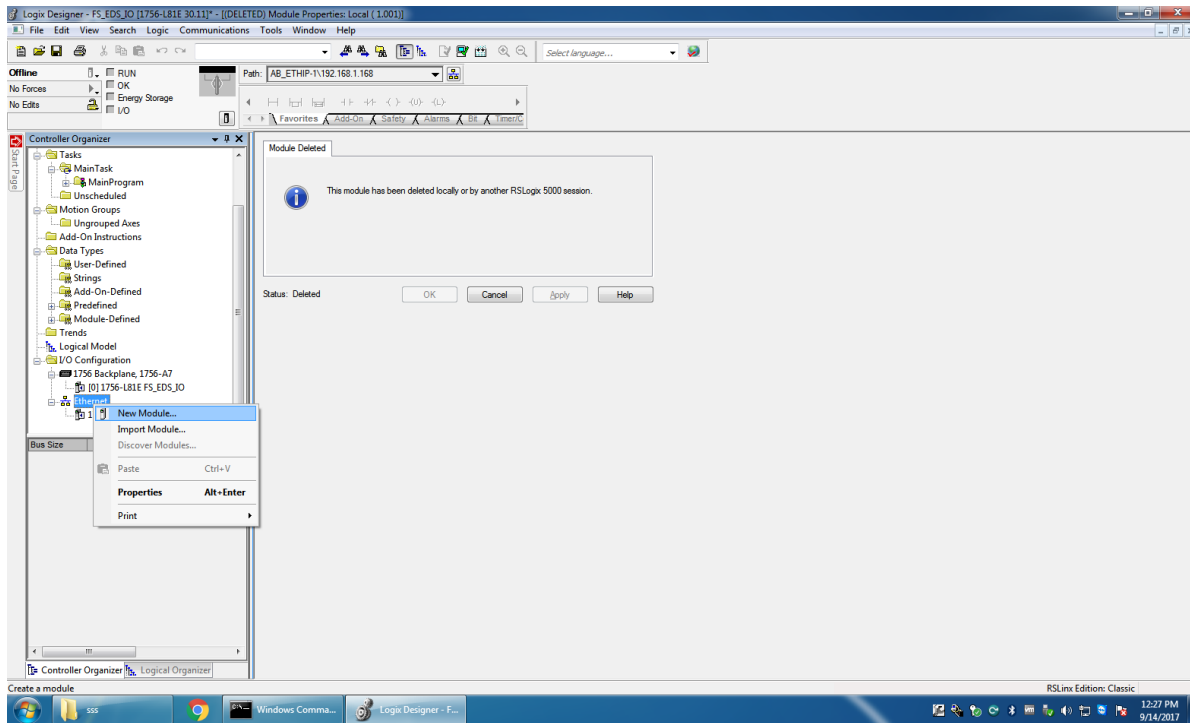 Logix Designer - FS_EDS_IO [1756-L81E 30.11]* - [(DELETED) Module Properties: Local ( 1.001)]
File Edit View Search Logic Communications Tools Window Help
Select language...
Offline
RUN
Path: AB_ETHIP-1\192.168.1.168
No Forces
OK
Energy Storage
No Edits
I/O
Favorites Add-On Safety Alarms Bit Timer/C
Start Page
Controller Organizer
Tasks
MainTask
MainProgram
Unscheduled
Motion Groups
Ungrouped Axes
Add-On Instructions
Data Types
User-Defined
Strings
Add-On-Defined
Predefined
Module-Defined
Trends
Logical Model
I/O Configuration
1756 Backplane, 1756-A7
[0] 1756-L81E FS_EDS_IO
Ethernet
1
New Module...
Import Module...
Discover Modules...
Paste Ctrl+V
Properties Alt+Enter
Print
Bus Size
Module Deleted
This module has been deleted locally or by another RSLogix 5000 session.
Status: Deleted
OK Cancel Apply Help
Controller Organizer Logical Organizer
Create a module
RSLinx Edition: Classic
sss
Windows Comma...
Logix Designer - F...
12:27 PM
9/14/2017